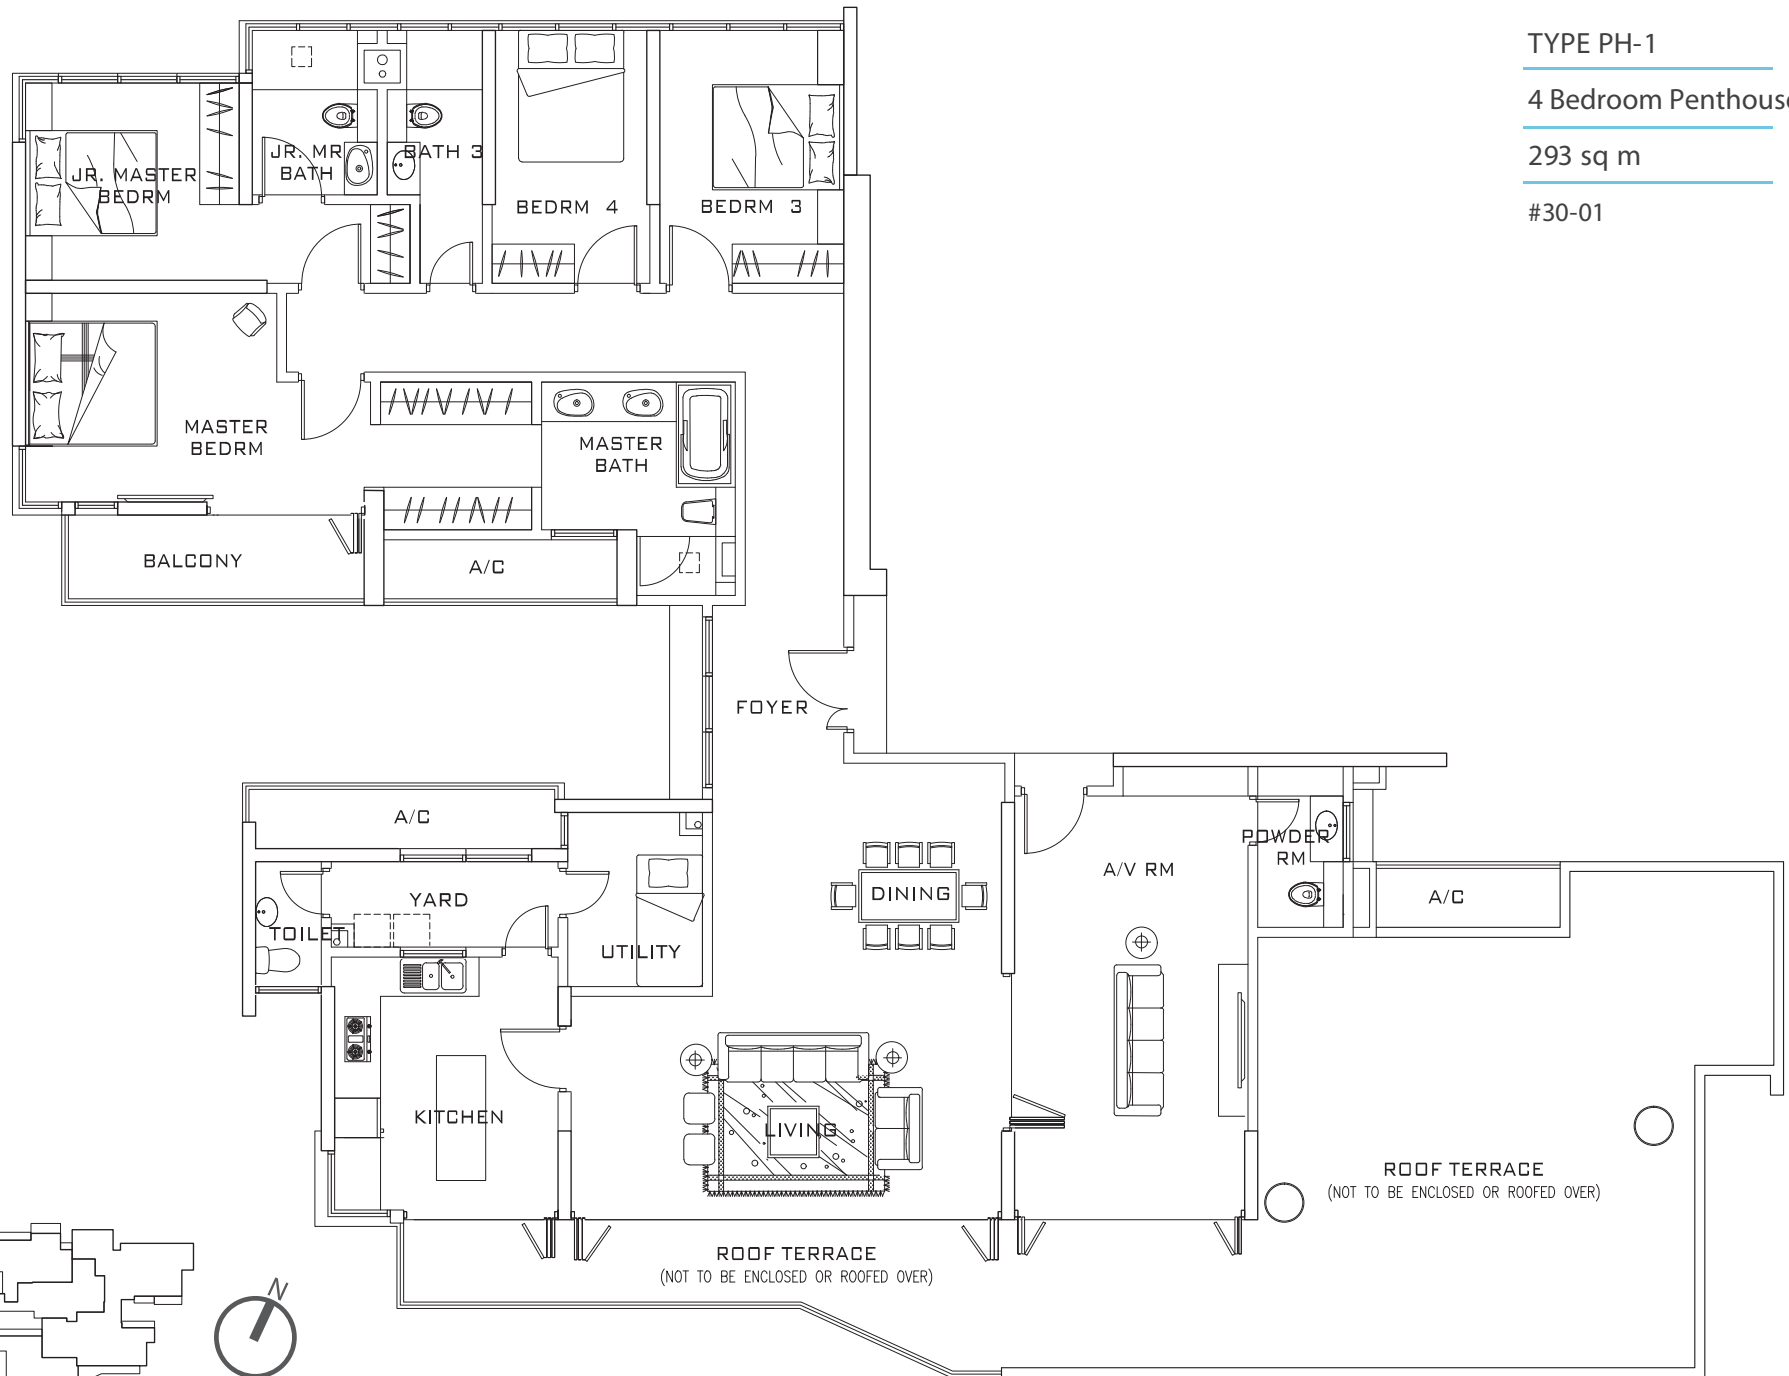 TYPE PH-1
4 Bedroom Penthouse
293 sq m
#30-01
JR. MASTER
BEDRM
JR. MR
BATH
BATH 3
BEDRM 4
BEDRM 3
MASTER
BEDRM
MASTER
BATH
BALCONY
A/C
FOYER
A/C
YARD
TOILET
UTILITY
DINING
A/V RM
POWDER
RM
A/C
KITCHEN
LIVING
ROOF TERRACE
(NOT TO BE ENCLOSED OR ROOFED OVER)
ROOF TERRACE
(NOT TO BE ENCLOSED OR ROOFED OVER)
N